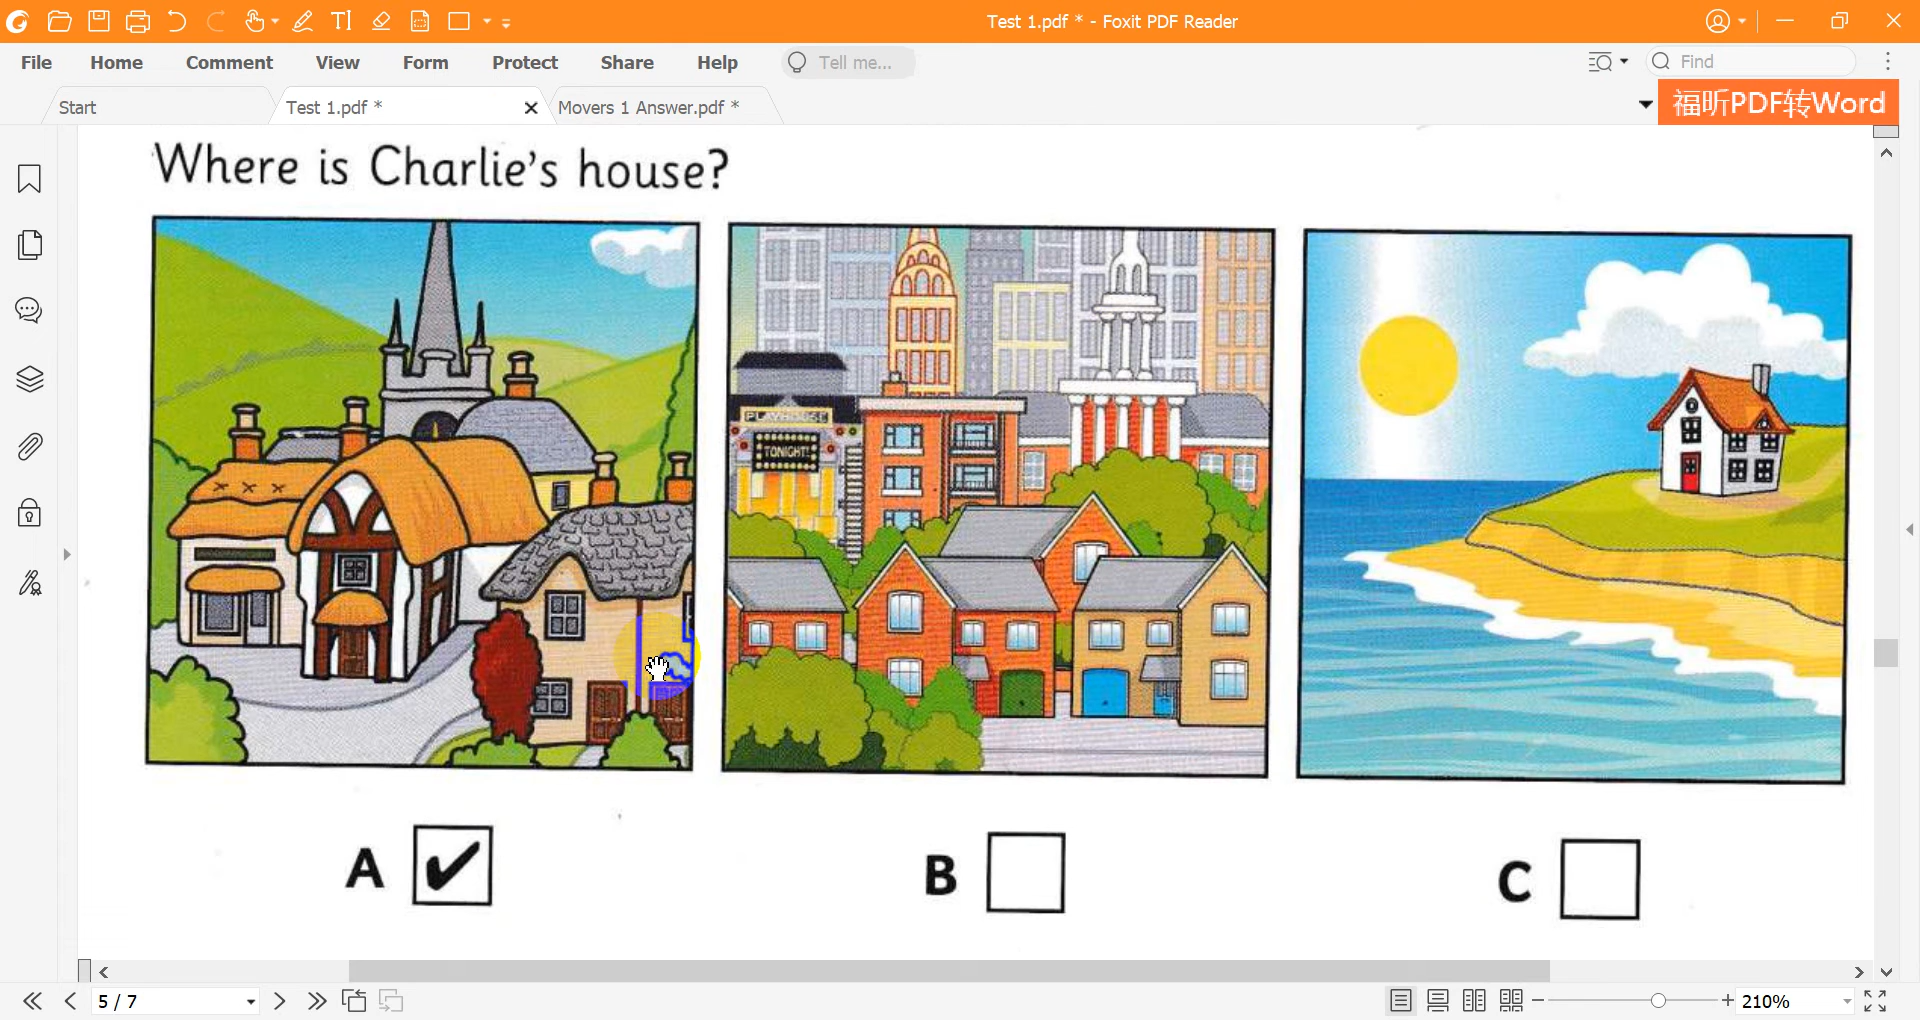 Test 1.pdf * - Foxit PDF Reader
File Home Comment View Form Protect Share Help Tell me... Find
Start Test 1.pdf * Movers 1 Answer.pdf * 福昕PDF转Word
Where is Charlie's house?
PLAYHOUSE
TONIGHT!
A ✔ B C
5 / 7 210%